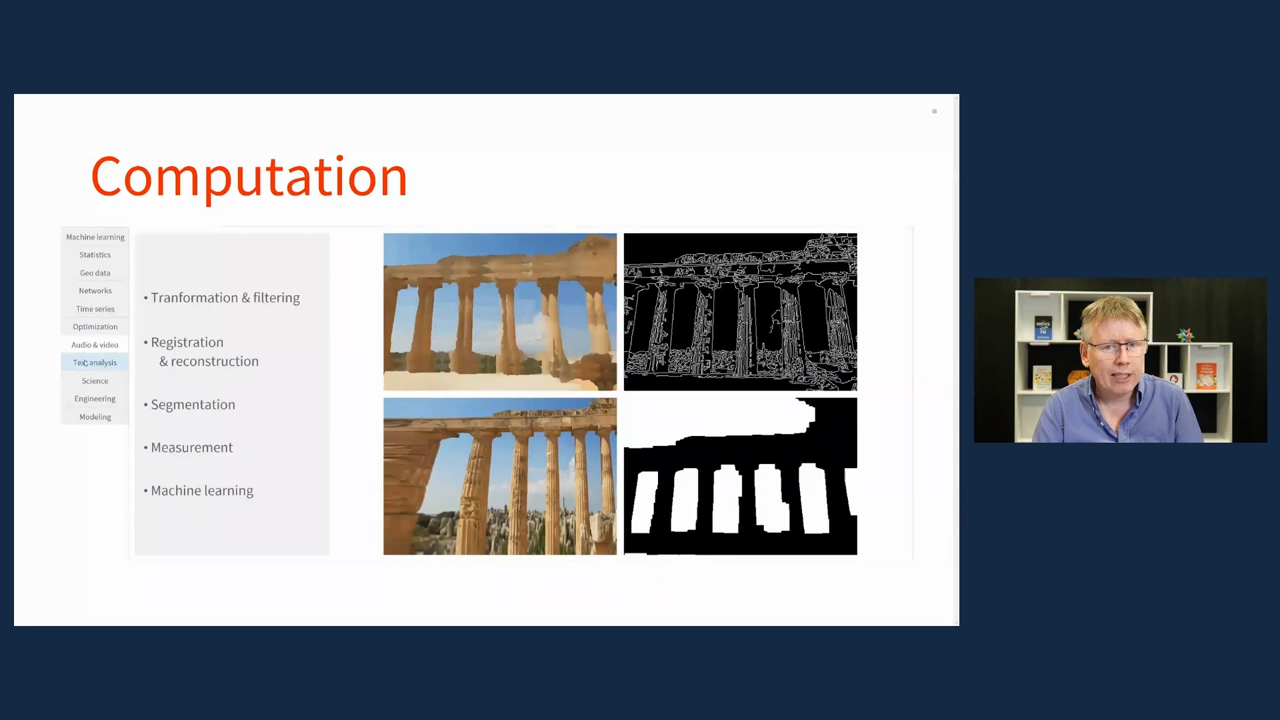 Computation
Machine learning
Statistics
Geo data
Networks
Time series
Optimization
Audio & video
Text analysis
Science
Engineering
Modeling
• Tranformation & filtering
• Registration
& reconstruction
• Segmentation
• Measurement
• Machine learning